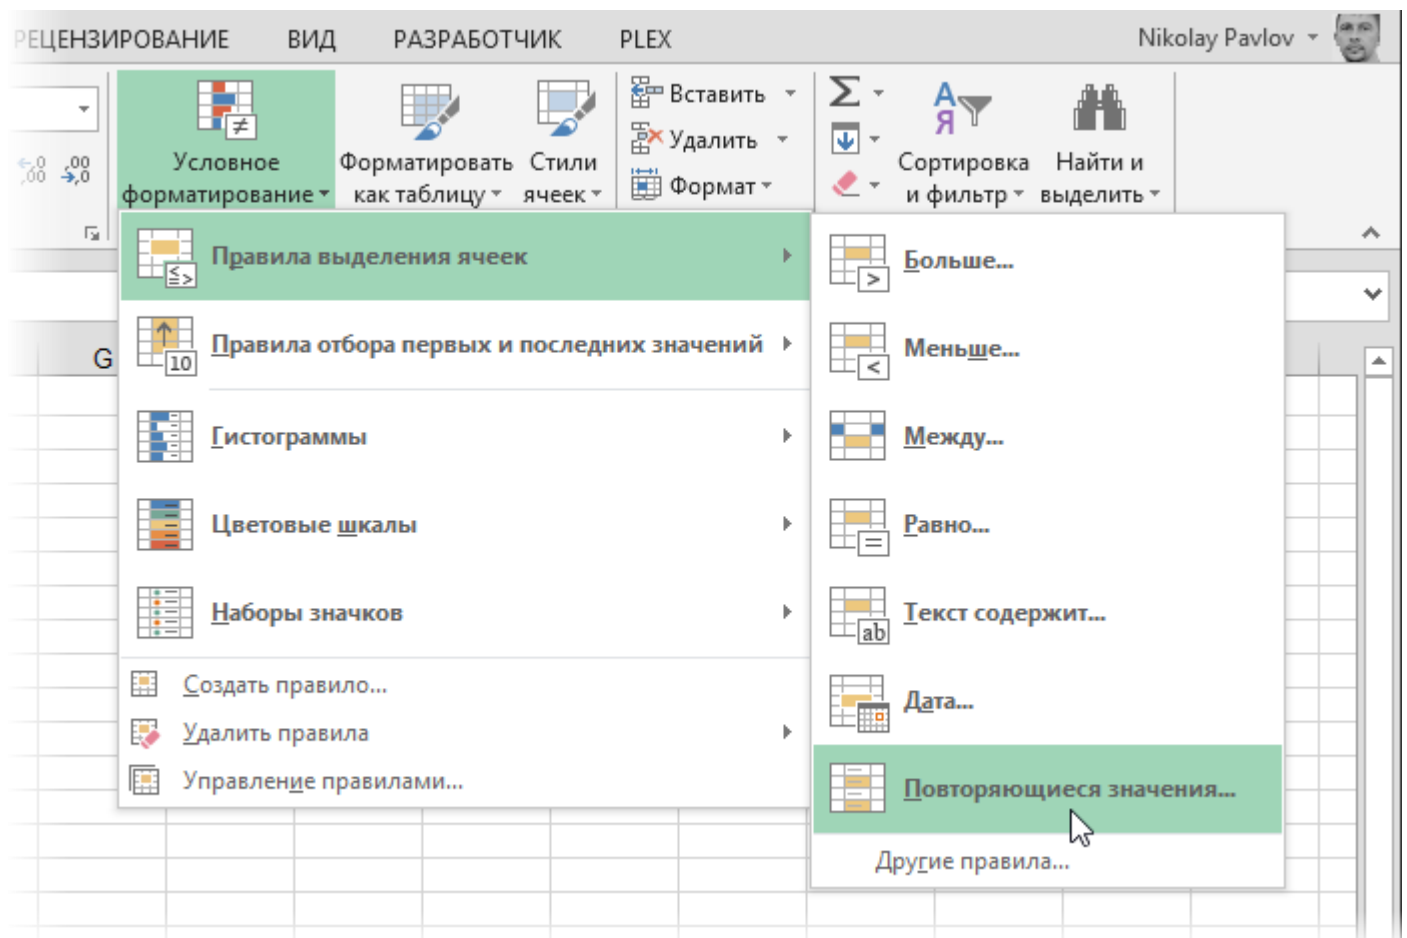 РЕЦЕНЗИРОВАНИЕ ВИД РАЗРАБОТЧИК PLEX Nikolay Pavlov
Условное форматирование
Форматировать как таблицу
Стили ячеек
Вставить
Удалить
Формат
Σ
А
Я
Сортировка и фильтр
Найти и выделить
,00
,0
G
Правила выделения ячеек
Правила отбора первых и последних значений
10
Гистограммы
Цветовые шкалы
Наборы значков
Создать правило...
Удалить правила
Управление правилами...
Больше...
>
Меньше...
<
Между...
Равно...
=
Текст содержит...
ab
Дата...
Повторяющиеся значения...
Другие правила...